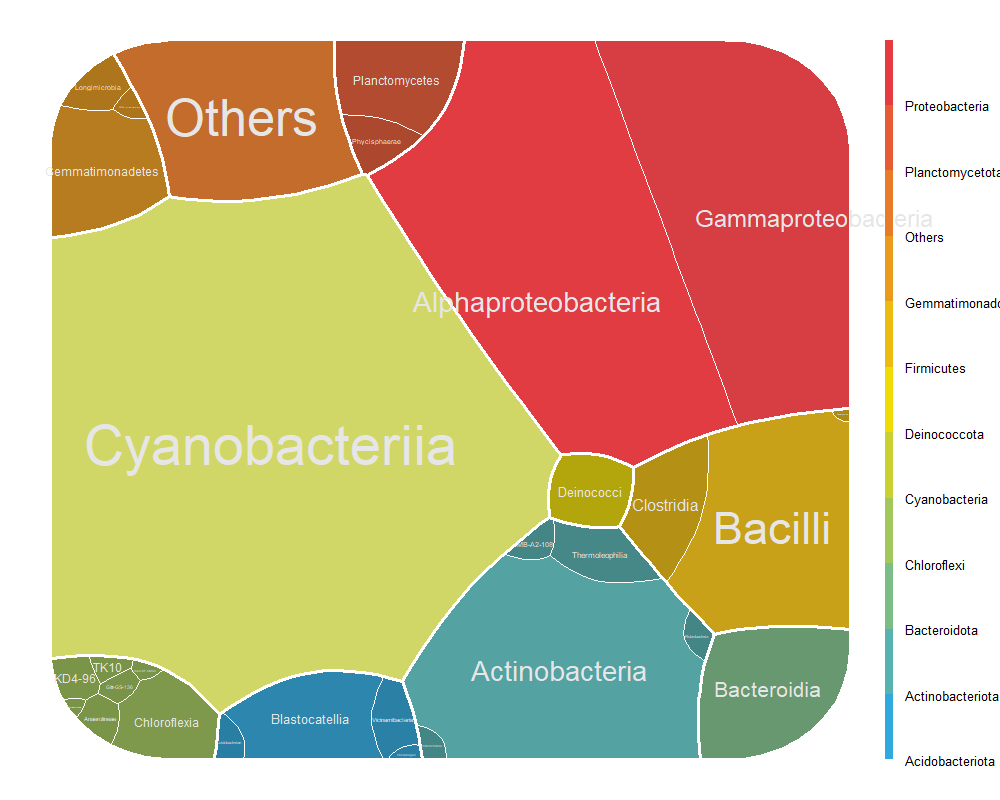 Longimicrobia
Planctomycetes
Others
Phycisphaerae
Gemmatimonadetes
Gammaproteobacteria
Alphaproteobacteria
Cyanobacteriia
Deinococci
Clostridia
Bacilli
MB-A2-108
Thermoleophilia
TK10
KD4-96
Gitt-GS-136
Anaerolineae
Chloroflexia
Blastocatellia
Vicinamibacteria
Actinobacteria
Bacteroidia
Proteobacteria
Planctomycetota
Others
Gemmatimonado
Firmicutes
Deinococcota
Cyanobacteria
Chloroflexi
Bacteroidota
Actinobacteriota
Acidobacteriota